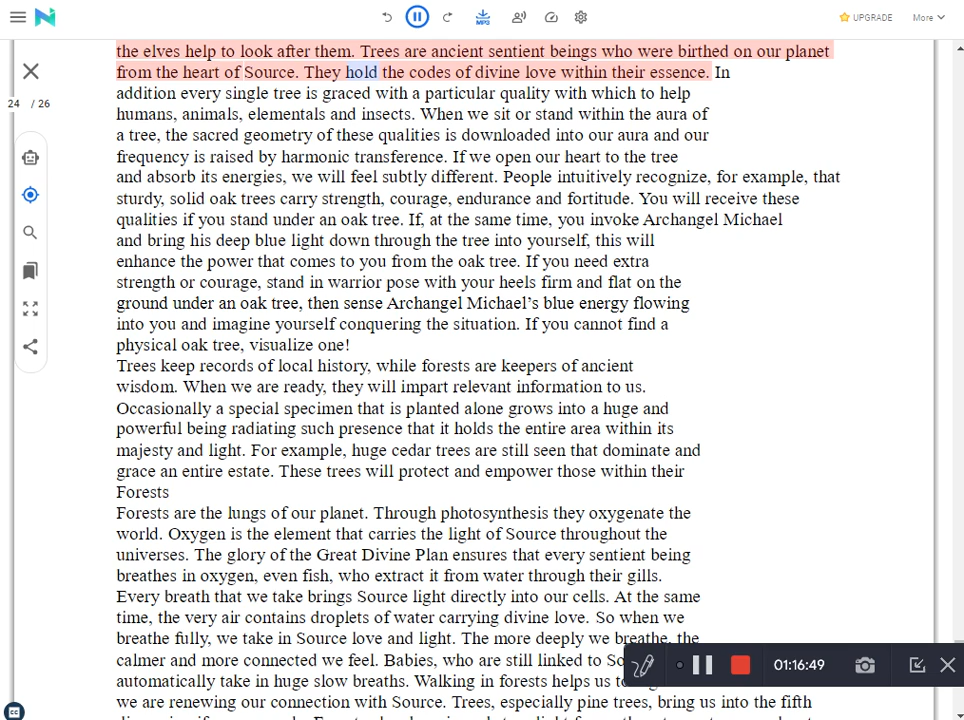 MP3
UPGRADE
More
24 / 26
the elves help to look after them. Trees are ancient sentient beings who were birthed on our planet
from the heart of Source. They hold the codes of divine love within their essence. In
addition every single tree is graced with a particular quality with which to help
humans, animals, elementals and insects. When we sit or stand within the aura of
a tree, the sacred geometry of these qualities is downloaded into our aura and our
frequency is raised by harmonic transference. If we open our heart to the tree
and absorb its energies, we will feel subtly different. People intuitively recognize, for example, that
sturdy, solid oak trees carry strength, courage, endurance and fortitude. You will receive these
qualities if you stand under an oak tree. If, at the same time, you invoke Archangel Michael
and bring his deep blue light down through the tree into yourself, this will
enhance the power that comes to you from the oak tree. If you need extra
strength or courage, stand in warrior pose with your heels firm and flat on the
ground under an oak tree, then sense Archangel Michael’s blue energy flowing
into you and imagine yourself conquering the situation. If you cannot find a
physical oak tree, visualize one!
Trees keep records of local history, while forests are keepers of ancient
wisdom. When we are ready, they will impart relevant information to us.
Occasionally a special specimen that is planted alone grows into a huge and
powerful being radiating such presence that it holds the entire area within its
majesty and light. For example, huge cedar trees are still seen that dominate and
grace an entire estate. These trees will protect and empower those within their
Forests
Forests are the lungs of our planet. Through photosynthesis they oxygenate the
world. Oxygen is the element that carries the light of Source throughout the
universes. The glory of the Great Divine Plan ensures that every sentient being
breathes in oxygen, even fish, who extract it from water through their gills.
Every breath that we take brings Source light directly into our cells. At the same
time, the very air contains droplets of water carrying divine love. So when we
breathe fully, we take in Source love and light. The more deeply we breathe, the
calmer and more connected we feel. Babies, who are still linked to
automatically take in huge slow breaths. Walking in forests helps us
we are renewing our connection with Source. Trees, especially pine trees, bring us into the fifth
01:16:49
CC